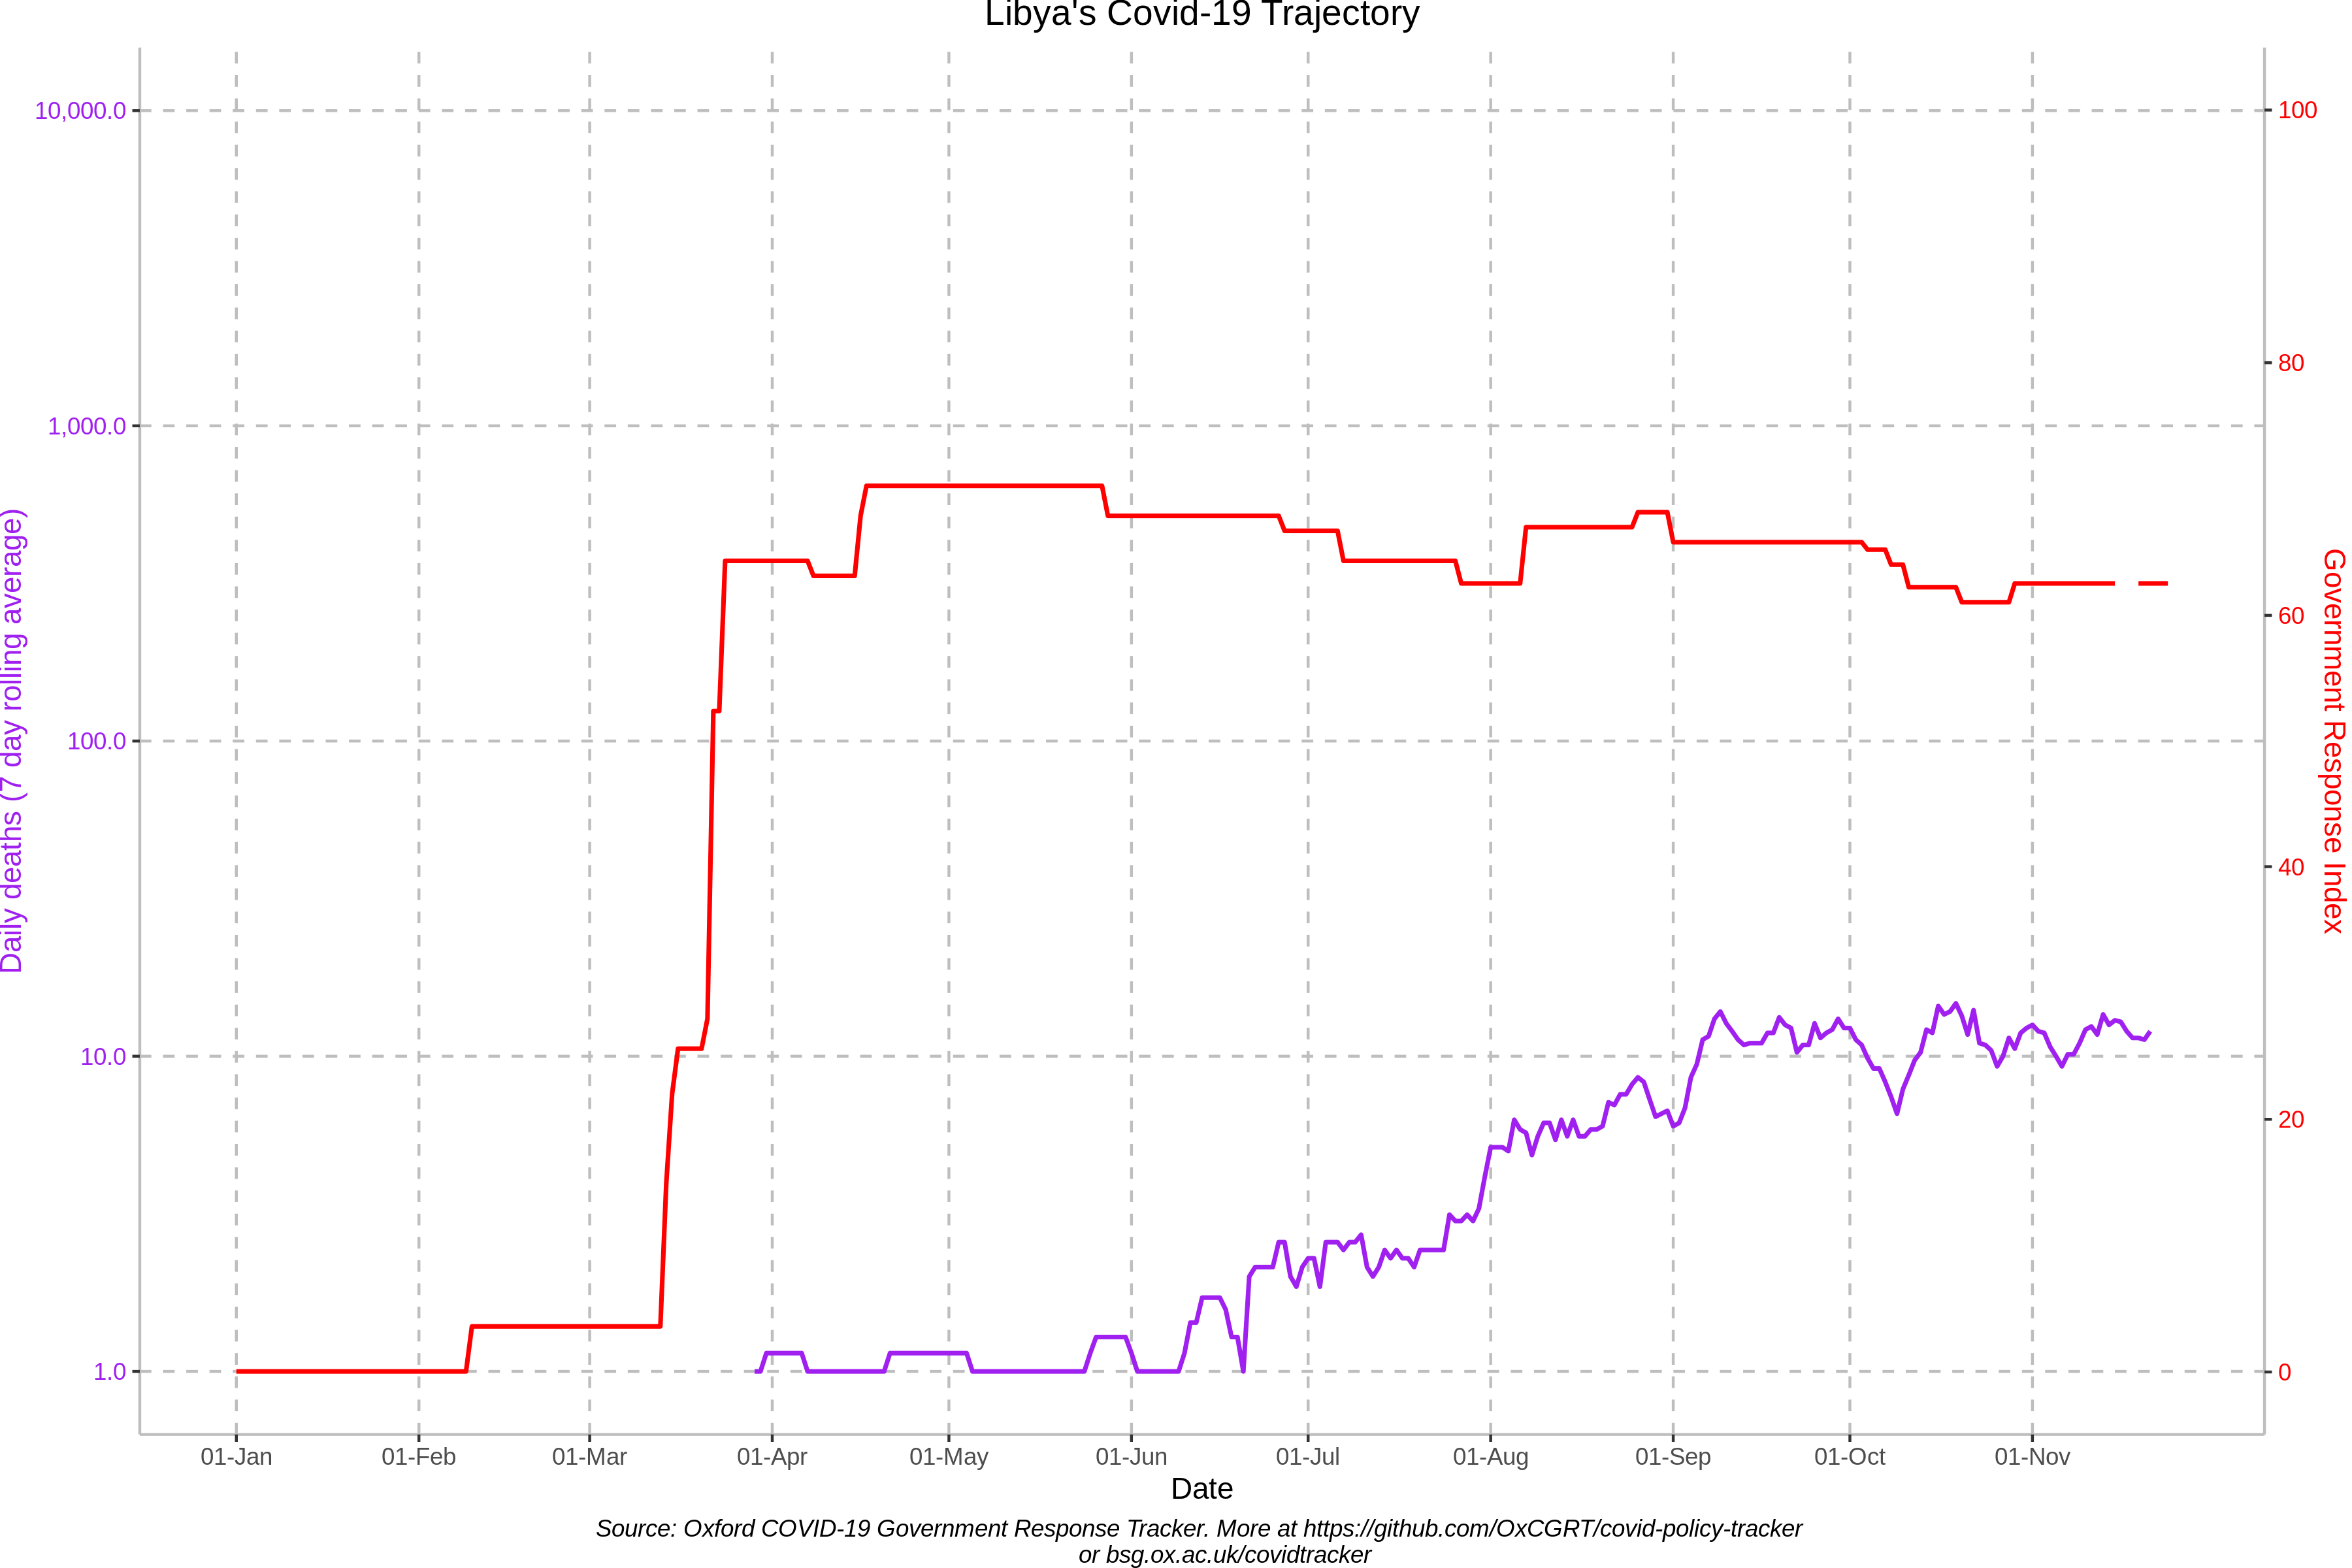 Libya's Covid-19 Trajectory
10,000.0
1,000.0
100.0
10.0
1.0
Daily deaths (7 day rolling average)
100
80
60
40
20
0
Government Response Index
01-Jan 01-Feb 01-Mar 01-Apr 01-May 01-Jun 01-Jul 01-Aug 01-Sep 01-Oct 01-Nov
Date
Source: Oxford COVID-19 Government Response Tracker. More at https://github.com/OxCGRT/covid-policy-tracker
or bsg.ox.ac.uk/covidtracker